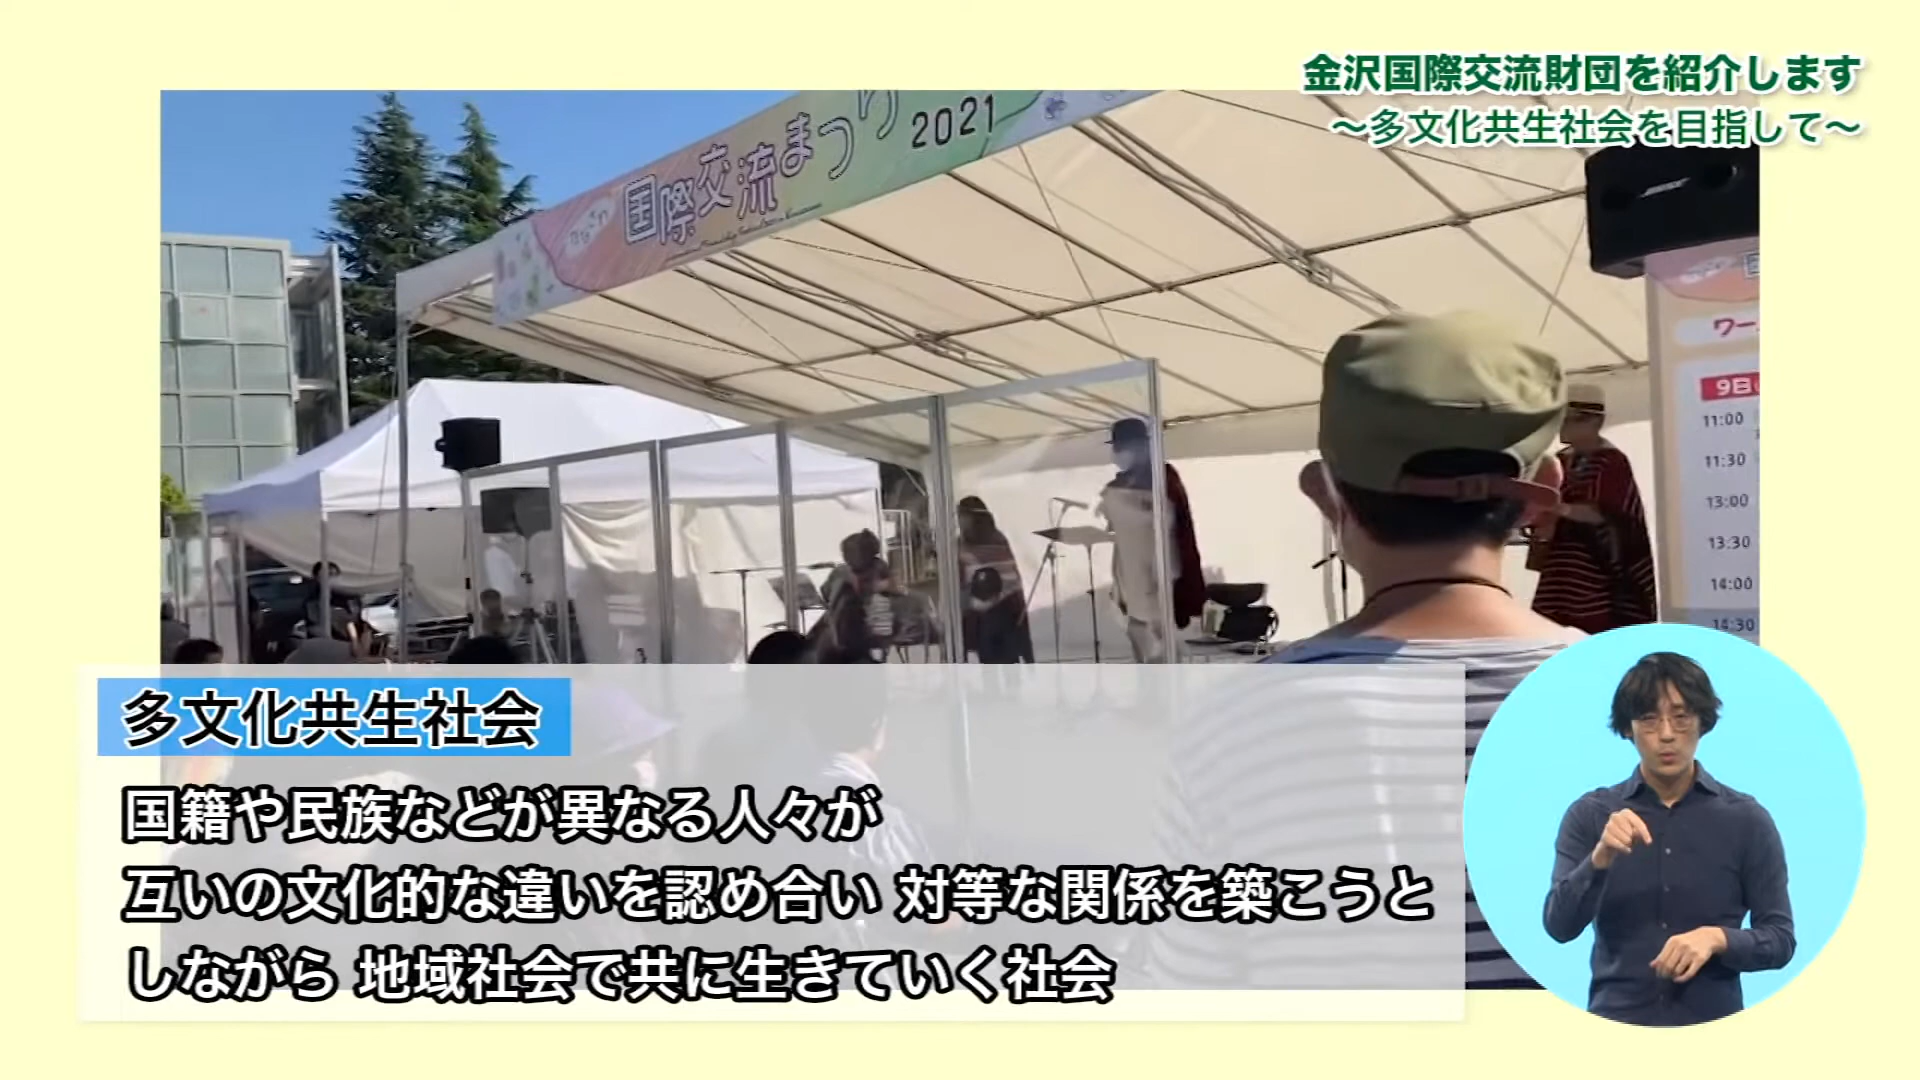 金沢国際交流財団を紹介します
～多文化共生社会を目指して～
国際交流まつり 2021
BOSE
ワー
9日
11:00
11:30
13:00
13:30
14:00
14:30
多文化共生社会
国籍や民族などが異なる人々が
互いの文化的な違いを認め合い 対等な関係を築こうと
しながら 地域社会で共に生きていく社会